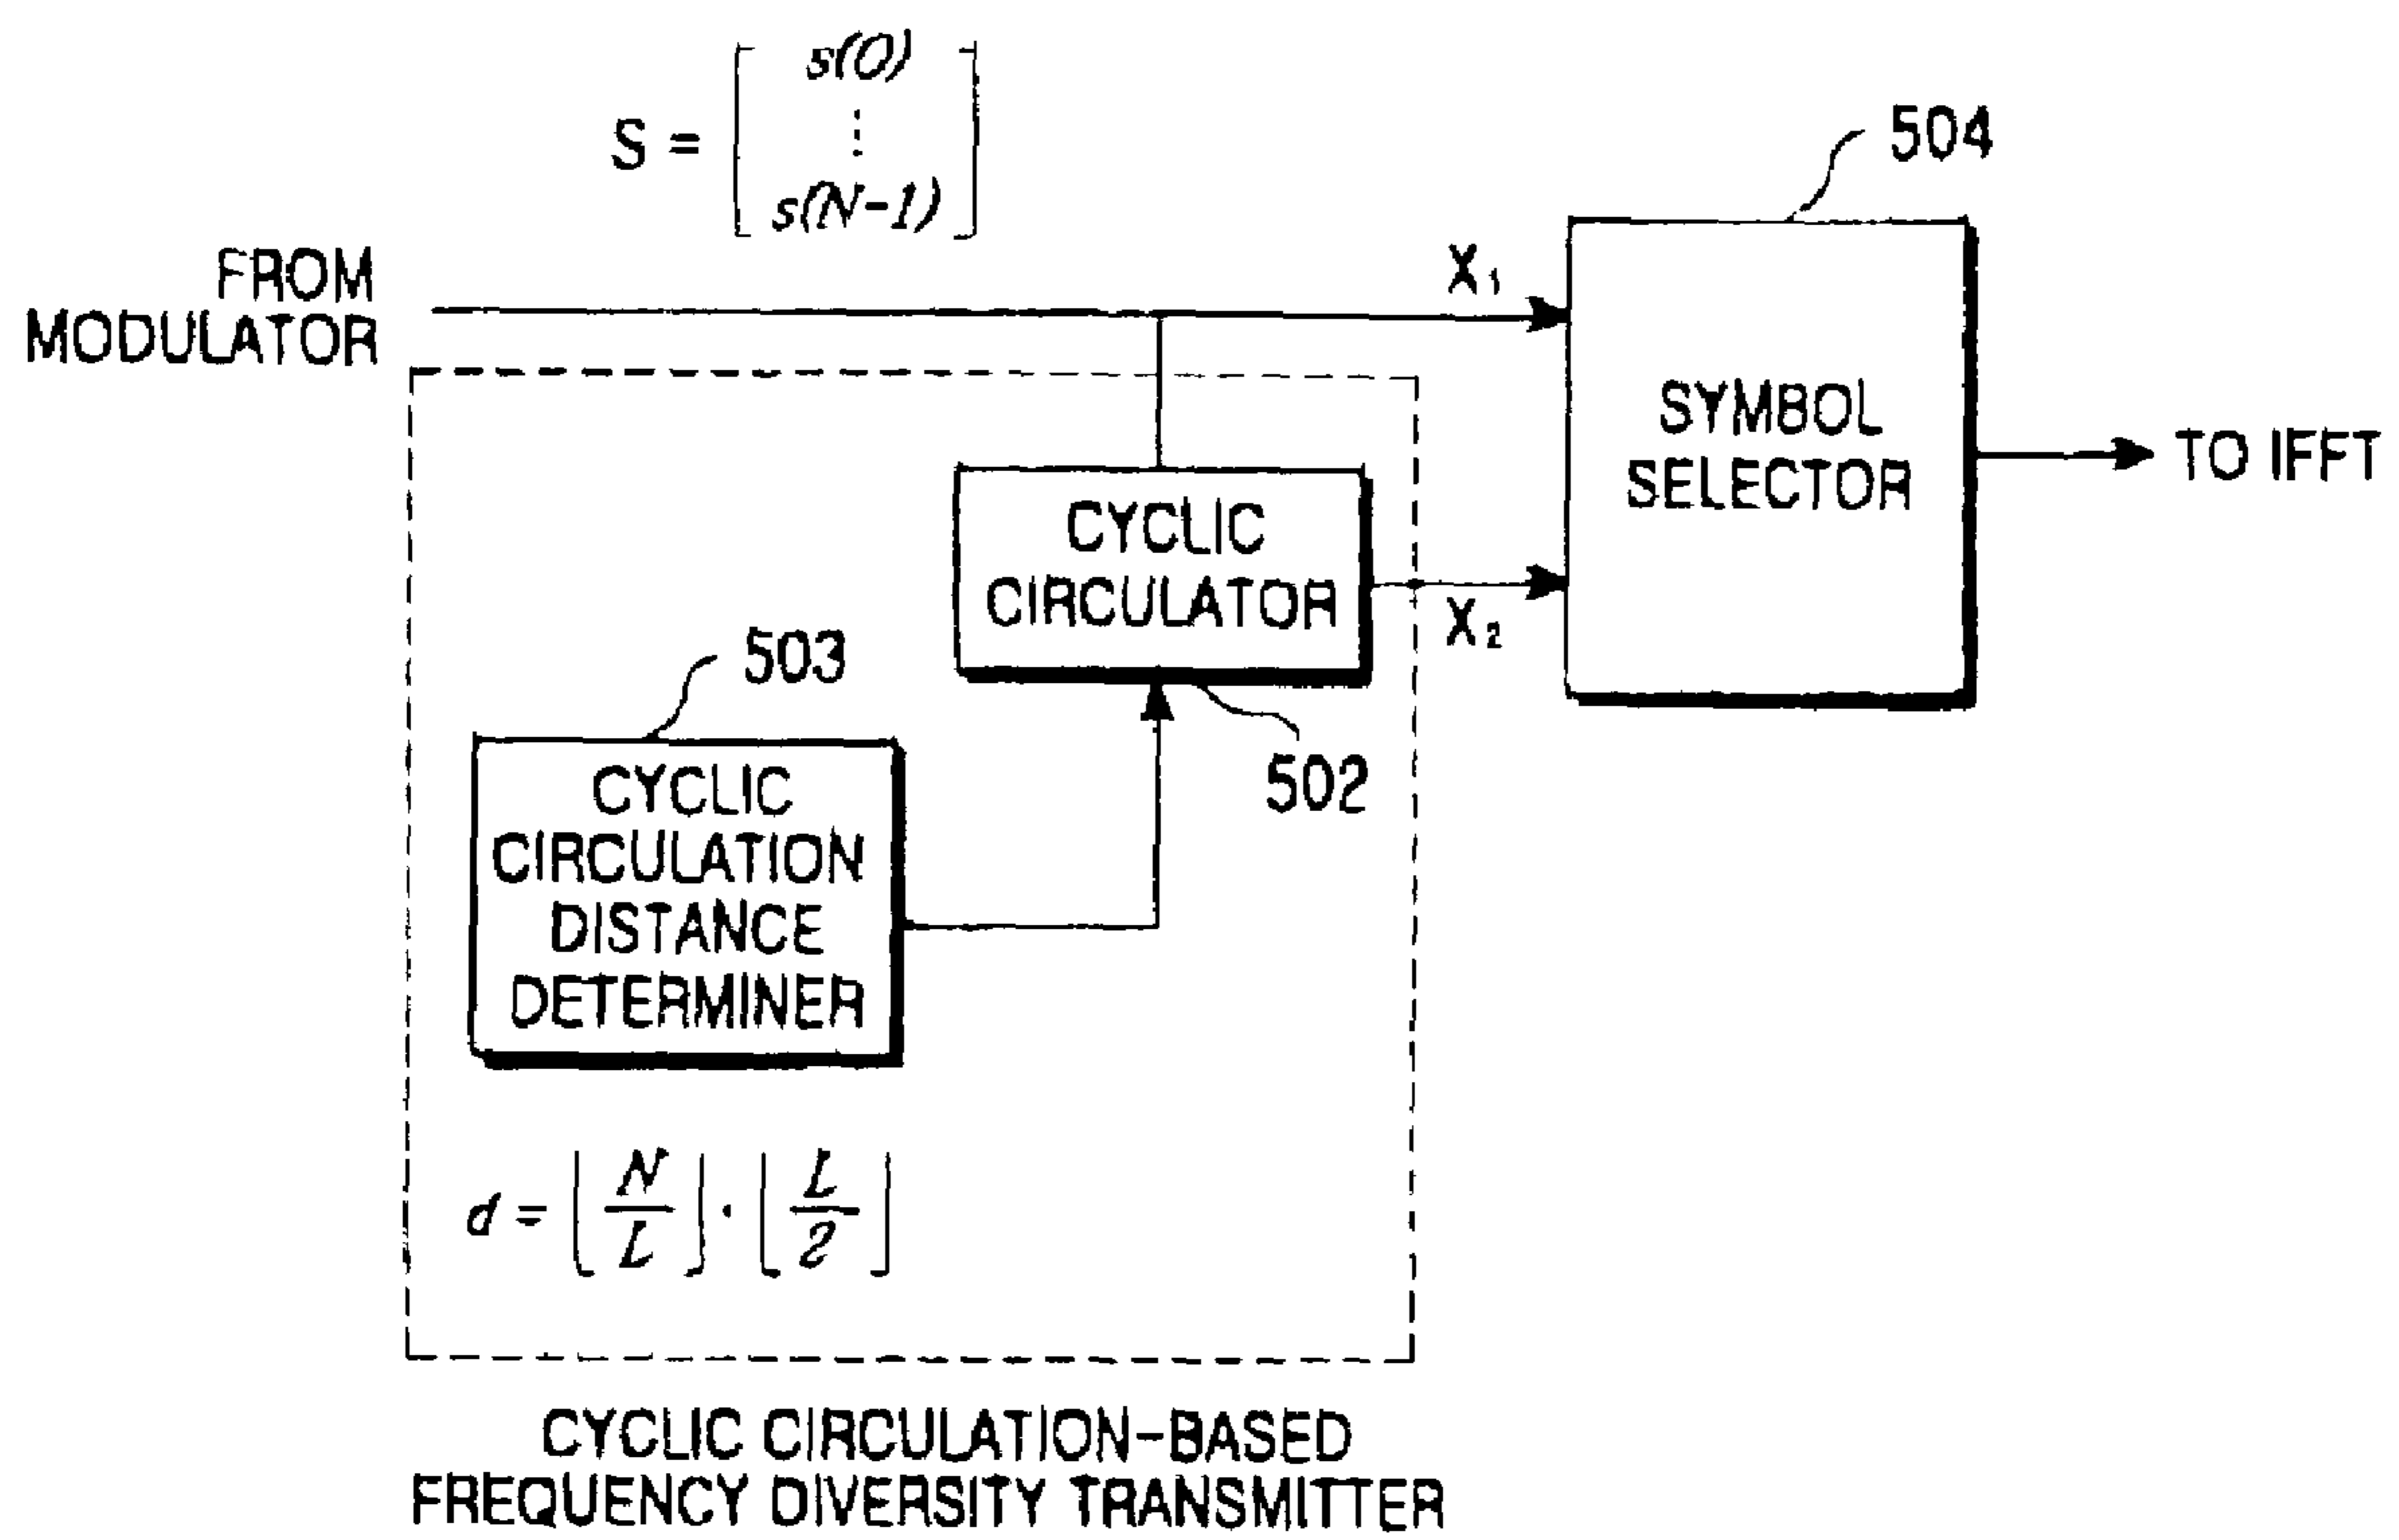 S = [ s(0) ⋮ s(N-1) ]
504
FROM
MODULATOR
X₁
SYMBOL
SELECTOR
TO IFFT
CYCLIC
CIRCULATOR
X₂
503
502
CYCLIC
CIRCULATION
DISTANCE
DETERMINER
d = ⌊ N/L ⌋ · ⌊ L/2 ⌋
CYCLIC CIRCULATION-BASED
FREQUENCY DIVERSITY TRANSMITTER